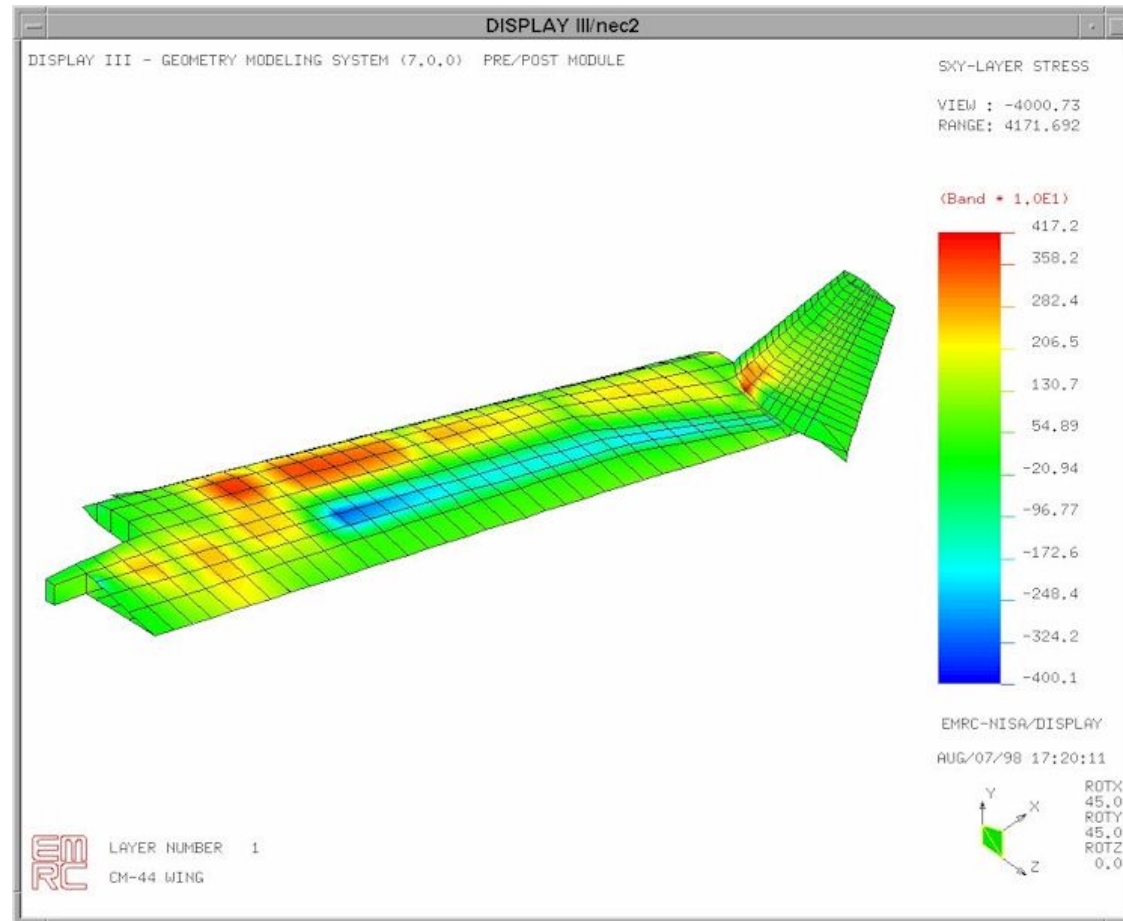 DISPLAY III/nec2
DISPLAY III - GEOMETRY MODELING SYSTEM (7.0.0)  PRE/POST MODULE
SXY-LAYER STRESS
VIEW : -4000.73
RANGE: 4171.692
(Band * 1.0E1)
417.2
358.2
282.4
206.5
130.7
54.89
-20.94
-96.77
-172.6
-248.4
-324.2
-400.1
EMRC-NISA/DISPLAY
AUG/07/98 17:20:11
Y
X
Z
ROTX
45.0
ROTY
45.0
ROTZ
0.0
EMRC
LAYER NUMBER   1
CM-44 WING